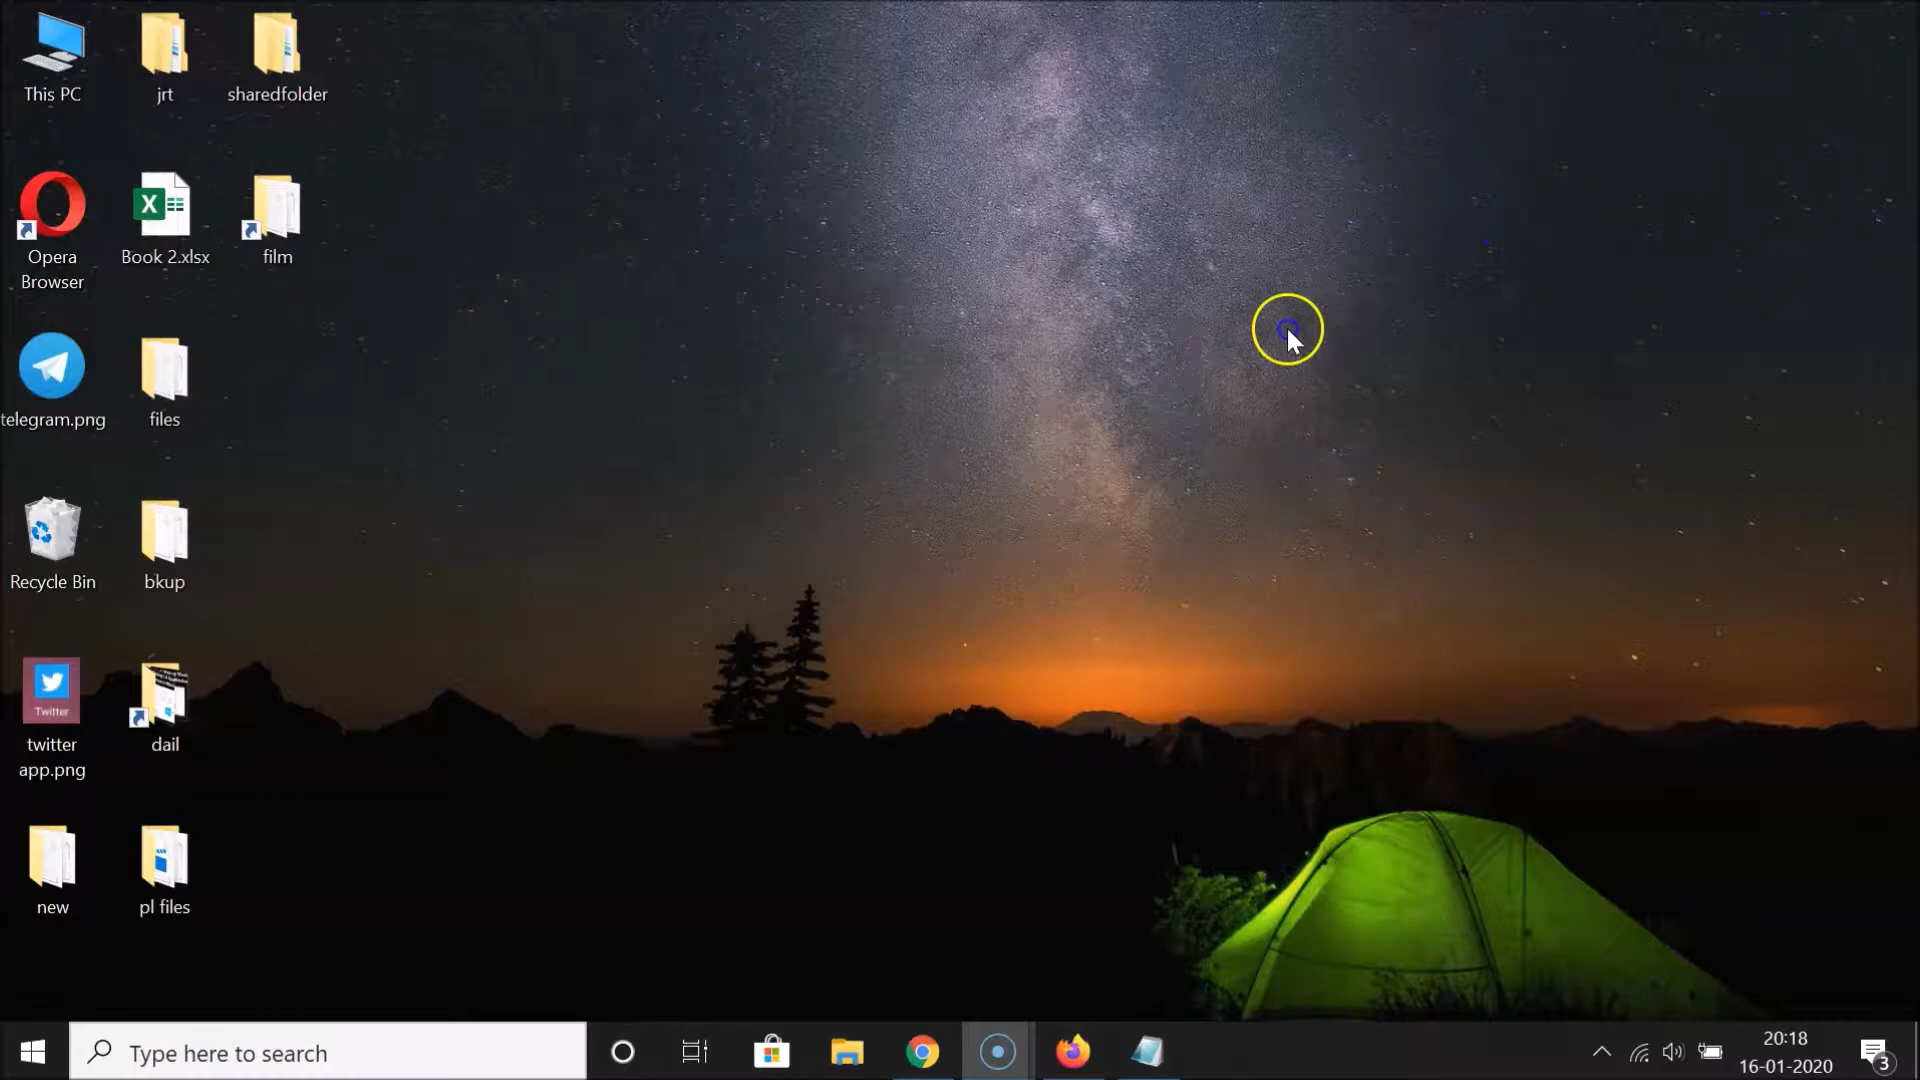 This PC
jrt
sharedfolder
Opera
Browser
Book 2.xlsx
film
telegram.png
files
Recycle Bin
bkup
Twitter
twitter
app.png
dail
new
pl files
Type here to search
20:18
16-01-2020
3